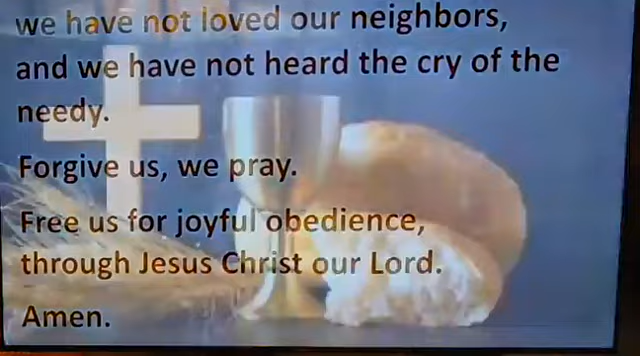 we have not loved our neighbors,
and we have not heard the cry of the
needy.
Forgive us, we pray.
Free us for joyful obedience,
through Jesus Christ our Lord.
Amen.